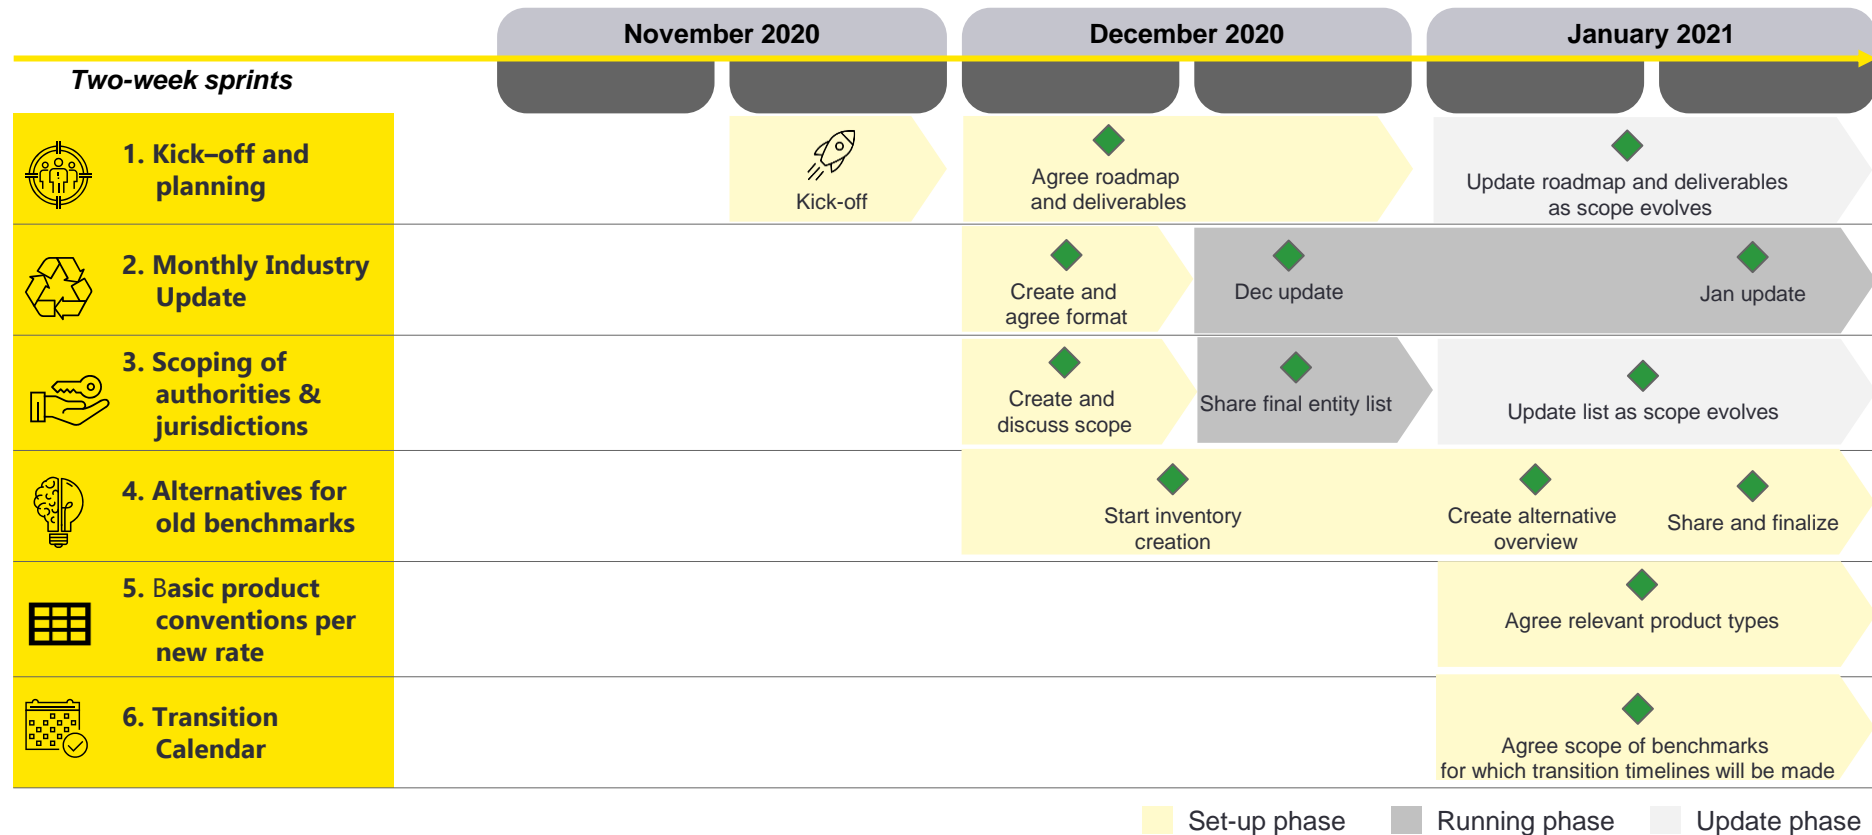 November 2020
December 2020
January 2021
Two-week sprints
1. Kick–off and
planning
Kick-off
Agree roadmap
and deliverables
Update roadmap and deliverables
as scope evolves
2. Monthly Industry
Update
Create and
agree format
Dec update
Jan update
3. Scoping of
authorities &
jurisdictions
Create and
discuss scope
Share final entity list
Update list as scope evolves
4. Alternatives for
old benchmarks
Start inventory
creation
Create alternative
overview
Share and finalize
5. Basic product
conventions per
new rate
Agree relevant product types
6. Transition
Calendar
Agree scope of benchmarks
for which transition timelines will be made
Set-up phase
Running phase
Update phase